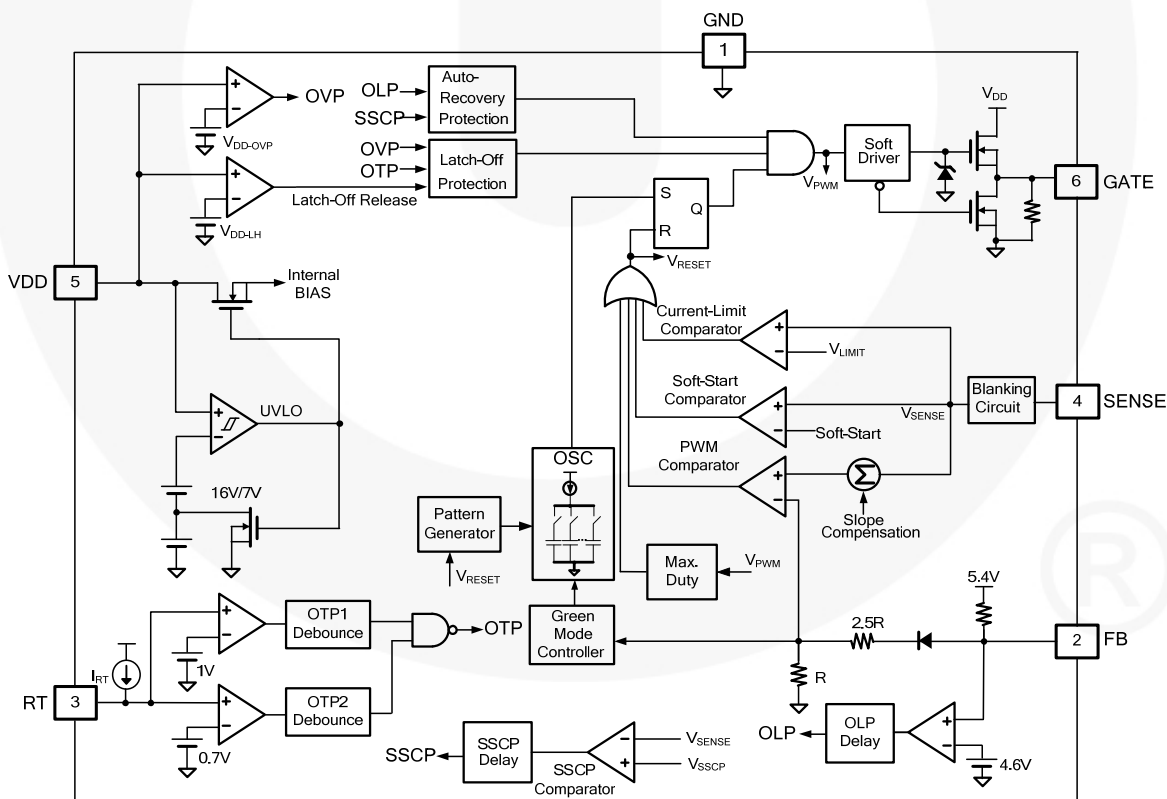 GND
1
OVP
V_DD-OVP
OLP
SSCP
Auto-
Recovery
Protection
V_DD
OVP
OTP
Latch-Off
Protection
Latch-Off Release
V_DD-LH
V_PWM
Soft
Driver
6
GATE
S
Q
R
V_RESET
VDD
5
Internal
BIAS
Current-Limit
Comparator
V_LIMIT
UVLO
16V/7V
Soft-Start
Comparator
Soft-Start
V_SENSE
Blanking
Circuit
4
SENSE
PWM
Comparator
Σ
Slope
Compensation
OSC
Pattern
Generator
V_RESET
Max.
Duty
V_PWM
5.4V
OTP1
Debounce
OTP
Green
Mode
Controller
2.5R
R
2
FB
1V
I_RT
RT
3
OTP2
Debounce
0.7V
SSCP
SSCP
Delay
SSCP
Comparator
V_SENSE
V_SSCP
OLP
OLP
Delay
4.6V
®